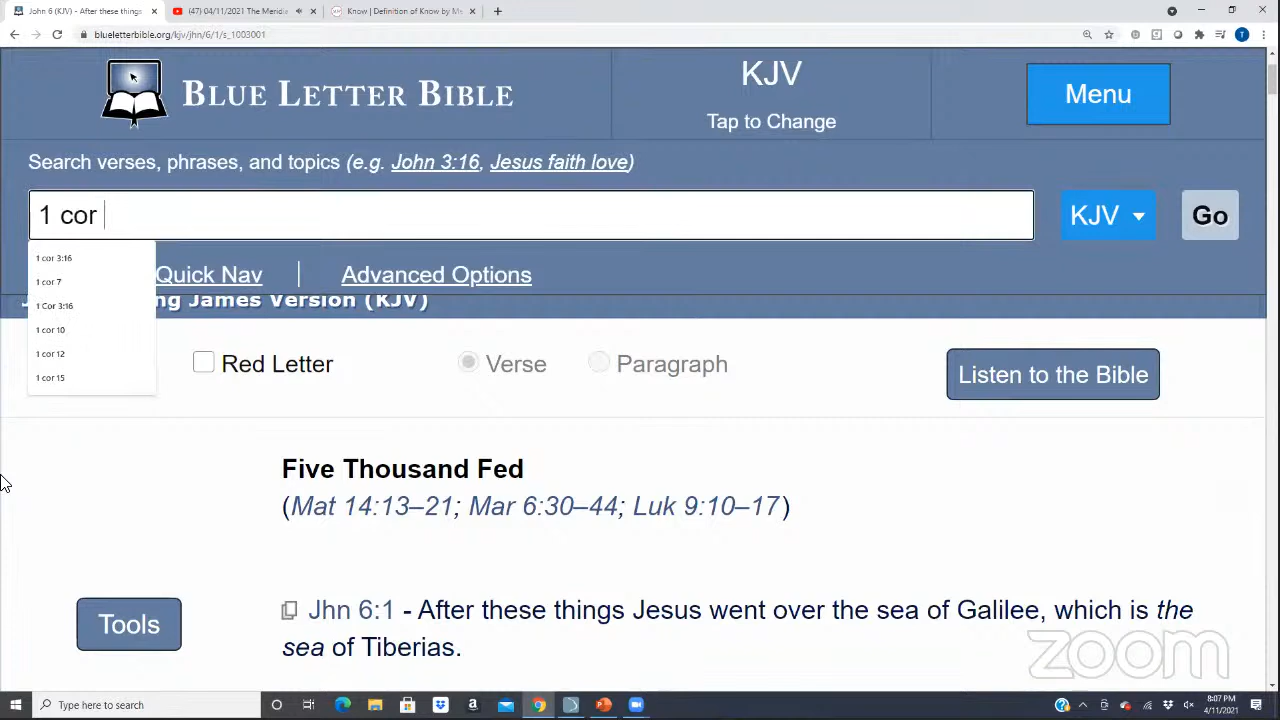 John 6 (KJV) - After these things
(47) 04/11/2021 The Meridi
Know | Definition of Know by M
blueletterbible.org/kjv/jhn/6/1/s_1003001
T
BLUE LETTER BIBLE
KJV
Tap to Change
Menu
Search verses, phrases, and topics (e.g. John 3:16, Jesus faith love)
1 cor
KJV
Go
1 cor 3:16
1 cor 7
1 Cor 3:16
1 cor 10
1 cor 12
1 cor 15
Quick Nav | Advanced Options
ng James Version (KJV)
Red Letter
Verse
Paragraph
Listen to the Bible
Five Thousand Fed
(Mat 14:13–21; Mar 6:30–44; Luk 9:10–17)
Tools
Jhn 6:1 - After these things Jesus went over the sea of Galilee, which is the
sea of Tiberias.
zoom
Type here to search
8:07 PM
4/11/2021